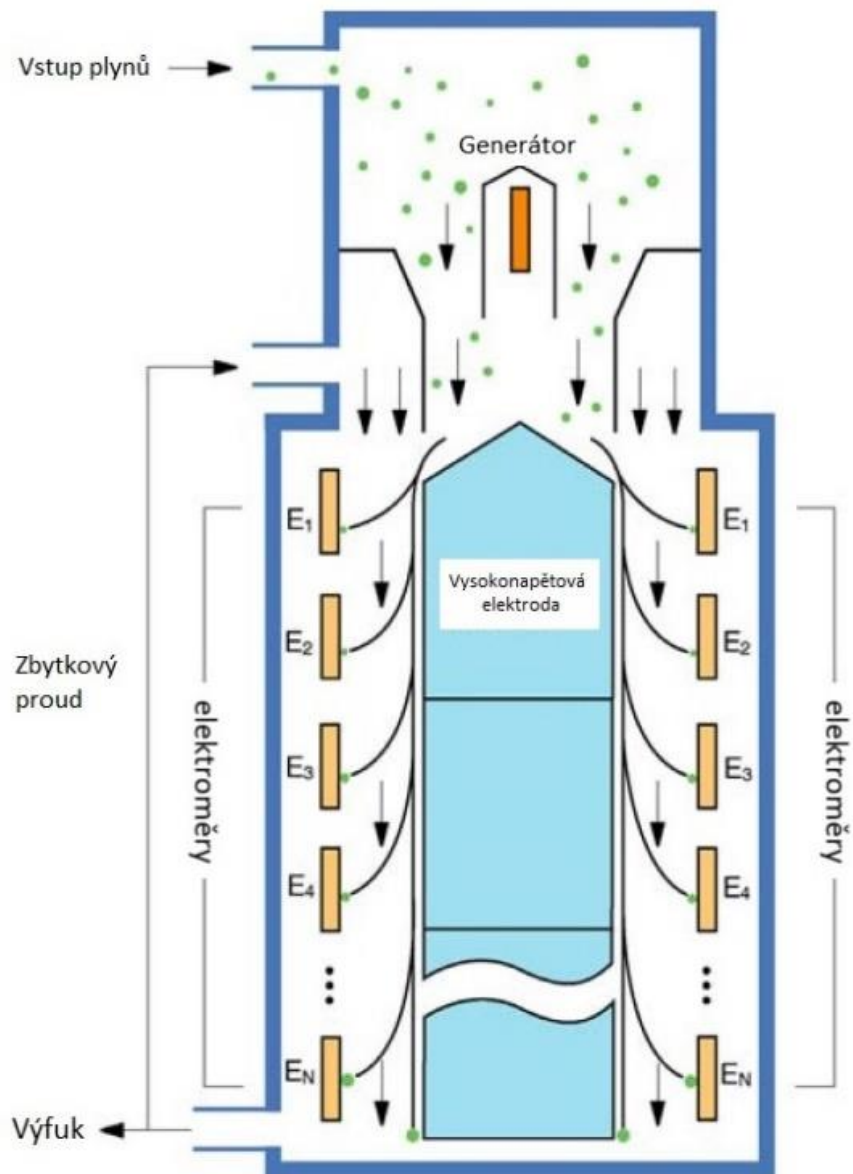 Vstup plynů
Generátor
Vysokonapětová
elektroda
Zbytkový
proud
elektroměry
elektroměry
E1
E1
E2
E2
E3
E3
E4
E4
EN
EN
Výfuk